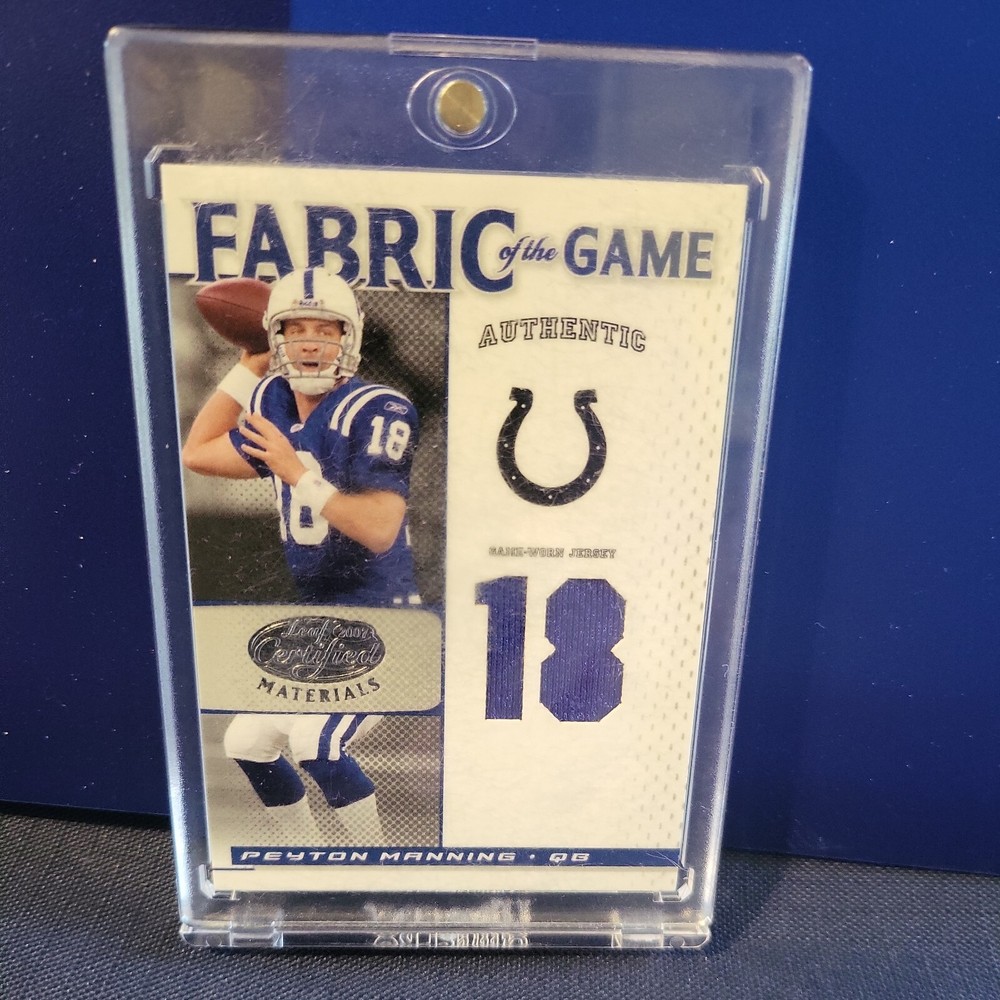 FABRIC of the GAME
AUTHENTIC
18
GAME-WORN JERSEY
18
Leaf 2007
Certified
MATERIALS
PEYTON MANNING • QB